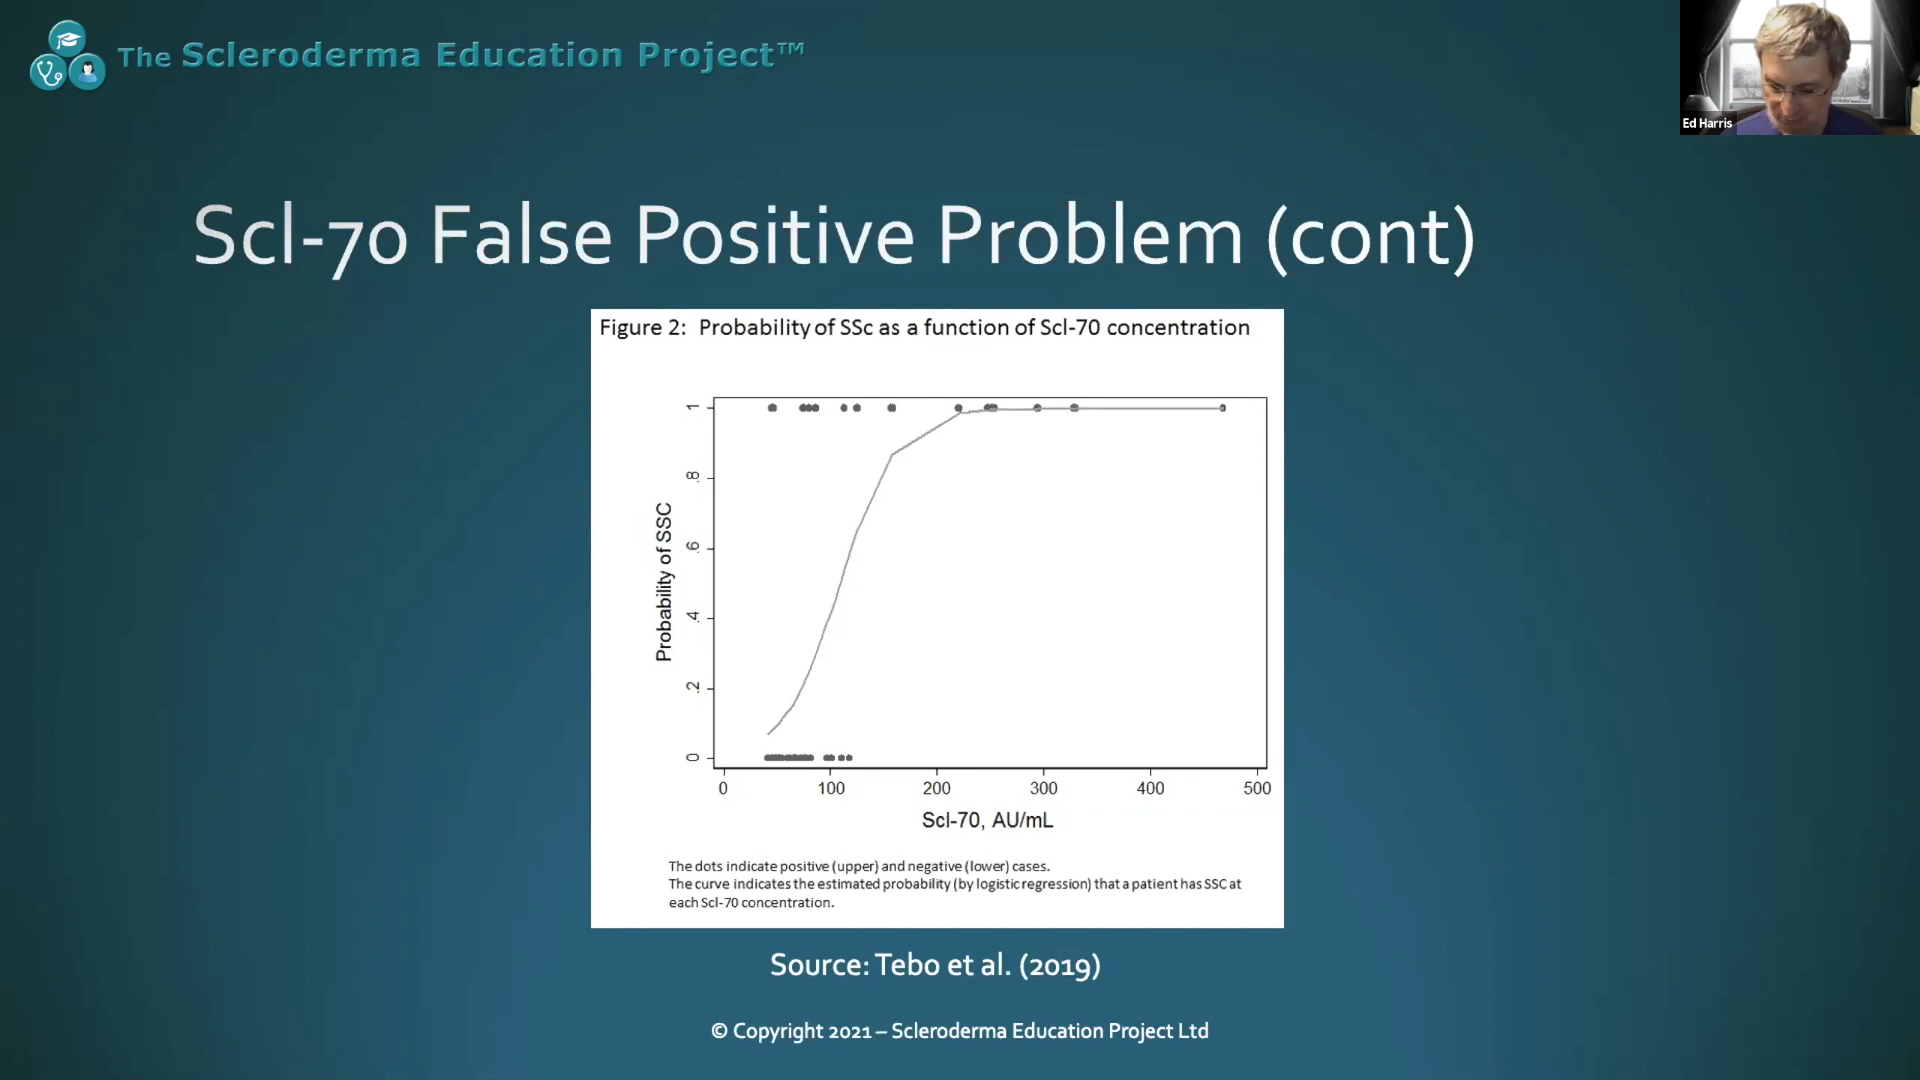 The Scleroderma Education Project™
Ed Harris
Scl-70 False Positive Problem (cont)
Figure 2: Probability of SSc as a function of Scl-70 concentration
Probability of SSC
1
.8
.6
.4
.2
0
0 100 200 300 400 500
Scl-70, AU/mL
The dots indicate positive (upper) and negative (lower) cases.
The curve indicates the estimated probability (by logistic regression) that a patient has SSC at
each Scl-70 concentration.
Source: Tebo et al. (2019)
© Copyright 2021 – Scleroderma Education Project Ltd